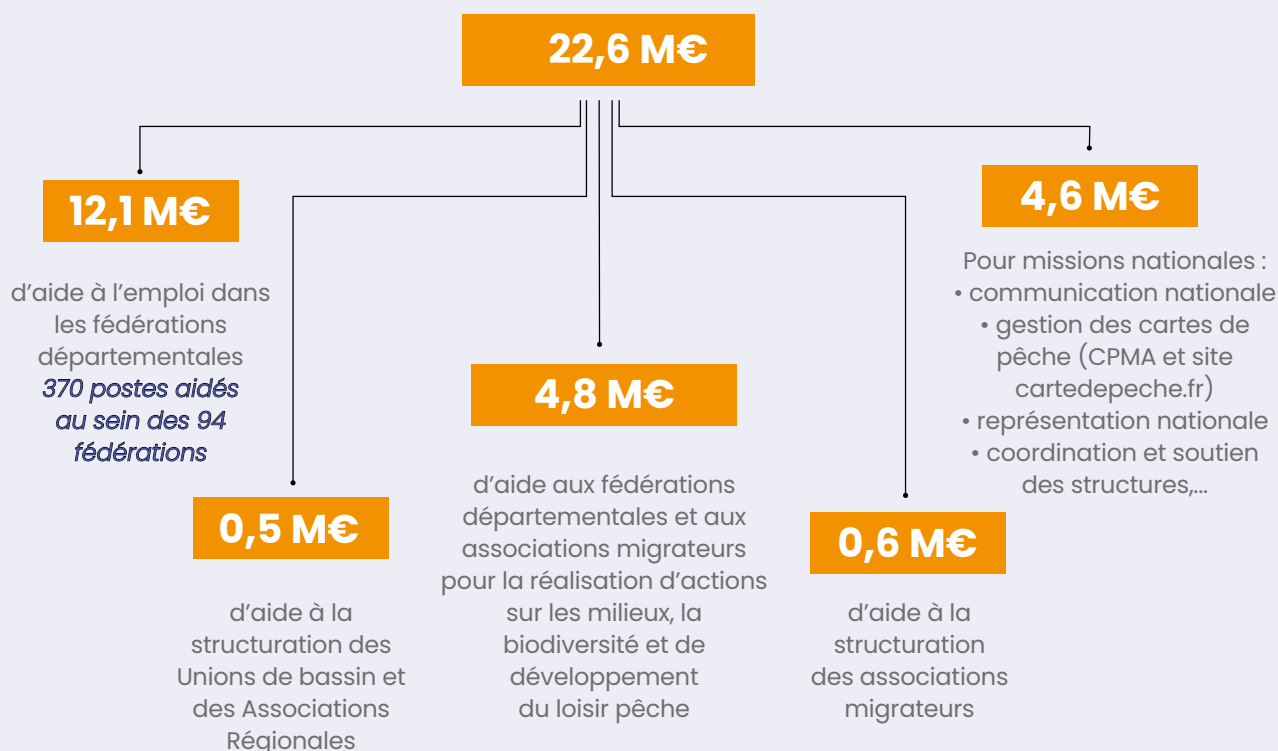 22,6 M€
12,1 M€
d'aide à l'emploi dans
les fédérations
départementales
370 postes aidés
au sein des 94
fédérations
0,5 M€
d'aide à la
structuration des
Unions de bassin et
des Associations
Régionales
4,8 M€
d'aide aux fédérations
départementales et aux
associations migrateurs
pour la réalisation d'actions
sur les milieux, la
biodiversité et de
développement
du loisir pêche
0,6 M€
d'aide à la
structuration
des associations
migrateurs
4,6 M€
Pour missions nationales :
• communication nationale
• gestion des cartes de
pêche (CPMA et site
cartedepeche.fr)
• représentation nationale
• coordination et soutien
des structures,...